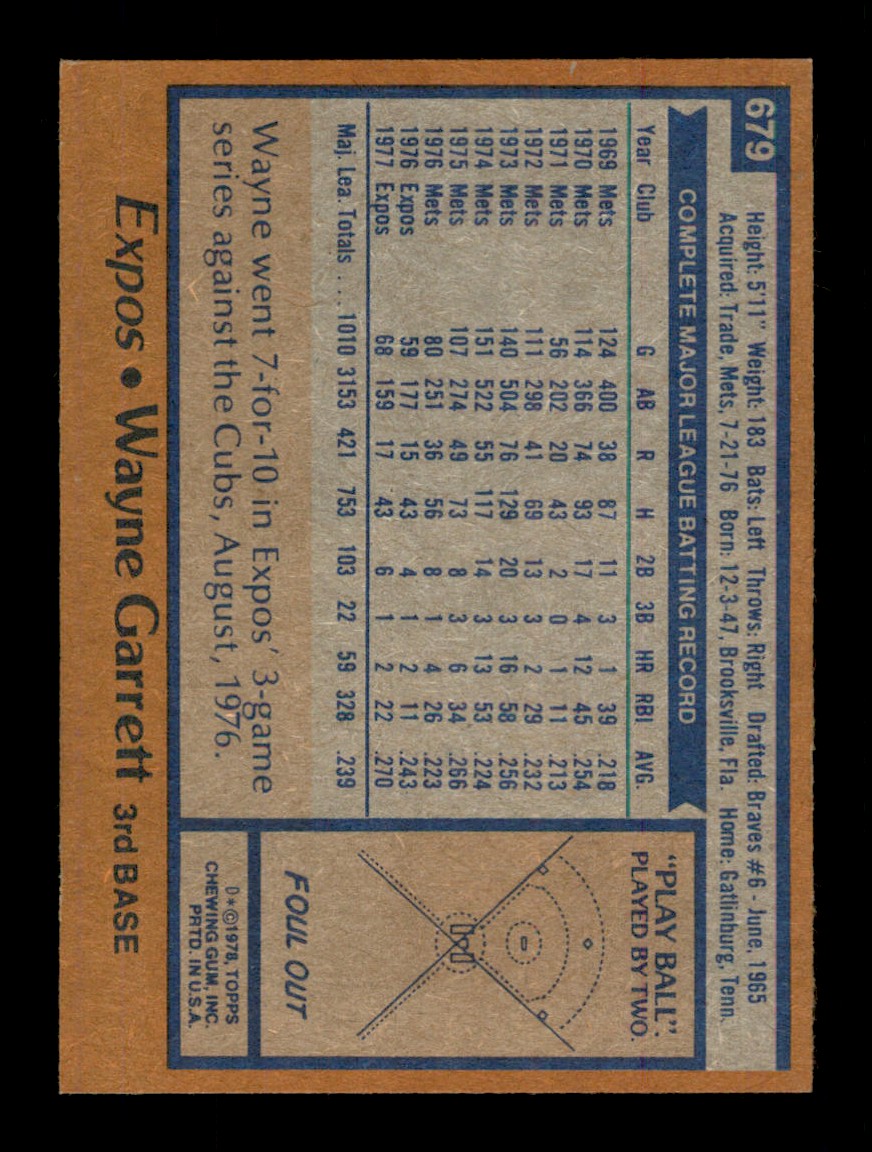 679
Height: 5'11" Weight: 183 Bats: Left Throws: Right Drafted: Braves #6 - June, 1965
Acquired: Trade, Mets, 7-21-76 Born: 12-3-47, Brooksville, Fla. Home: Gatlinburg, Tenn.
COMPLETE MAJOR LEAGUE BATTING RECORD
Year Club G AB R H 2B 3B HR RBI AVG.
1969 Mets 124 400 38 87 11 3 1 39 .218
1970 Mets 114 366 74 93 17 4 12 45 .254
1971 Mets 56 202 20 43 2 0 1 11 .213
1972 Mets 111 298 41 69 13 3 2 29 .232
1973 Mets 140 504 76 129 20 3 16 58 .256
1974 Mets 151 522 55 117 14 3 13 53 .224
1975 Mets 107 274 49 73 8 3 6 34 .266
1976 Mets 80 251 36 56 8 1 4 26 .223
1976 Expos 59 177 15 43 4 1 2 11 .243
1977 Expos 68 159 17 43 6 1 2 22 .270
Maj. Lea. Totals .... 1010 3153 421 753 103 22 59 328 .239
Wayne went 7-for-10 in Expos' 3-game
series against the Cubs, August, 1976.
"PLAY BALL".
PLAYED BY TWO.
FOUL OUT
D*©1978, TOPPS
CHEWING GUM, INC.
PRTD. IN U.S.A.
Expos • Wayne Garrett 3rd BASE